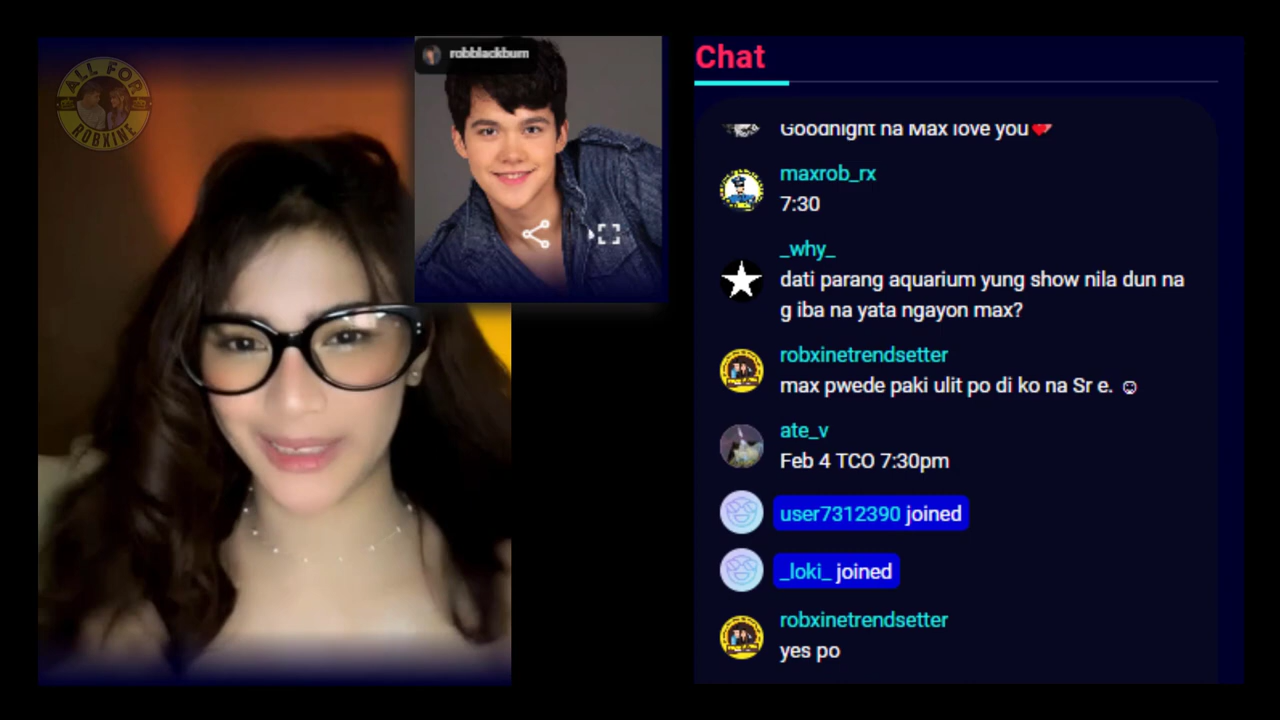 ALL FOR
ROBXINE
robblackburn
Chat
Goodnight na Max love you
maxrob_rx
7:30
_why_
dati parang aquarium yung show nila dun na
g iba na yata ngayon max?
robxinetrendsetter
max pwede paki ulit po di ko na Sr e.
ate_v
Feb 4 TCO 7:30pm
user7312390 joined
_loki_ joined
robxinetrendsetter
yes po